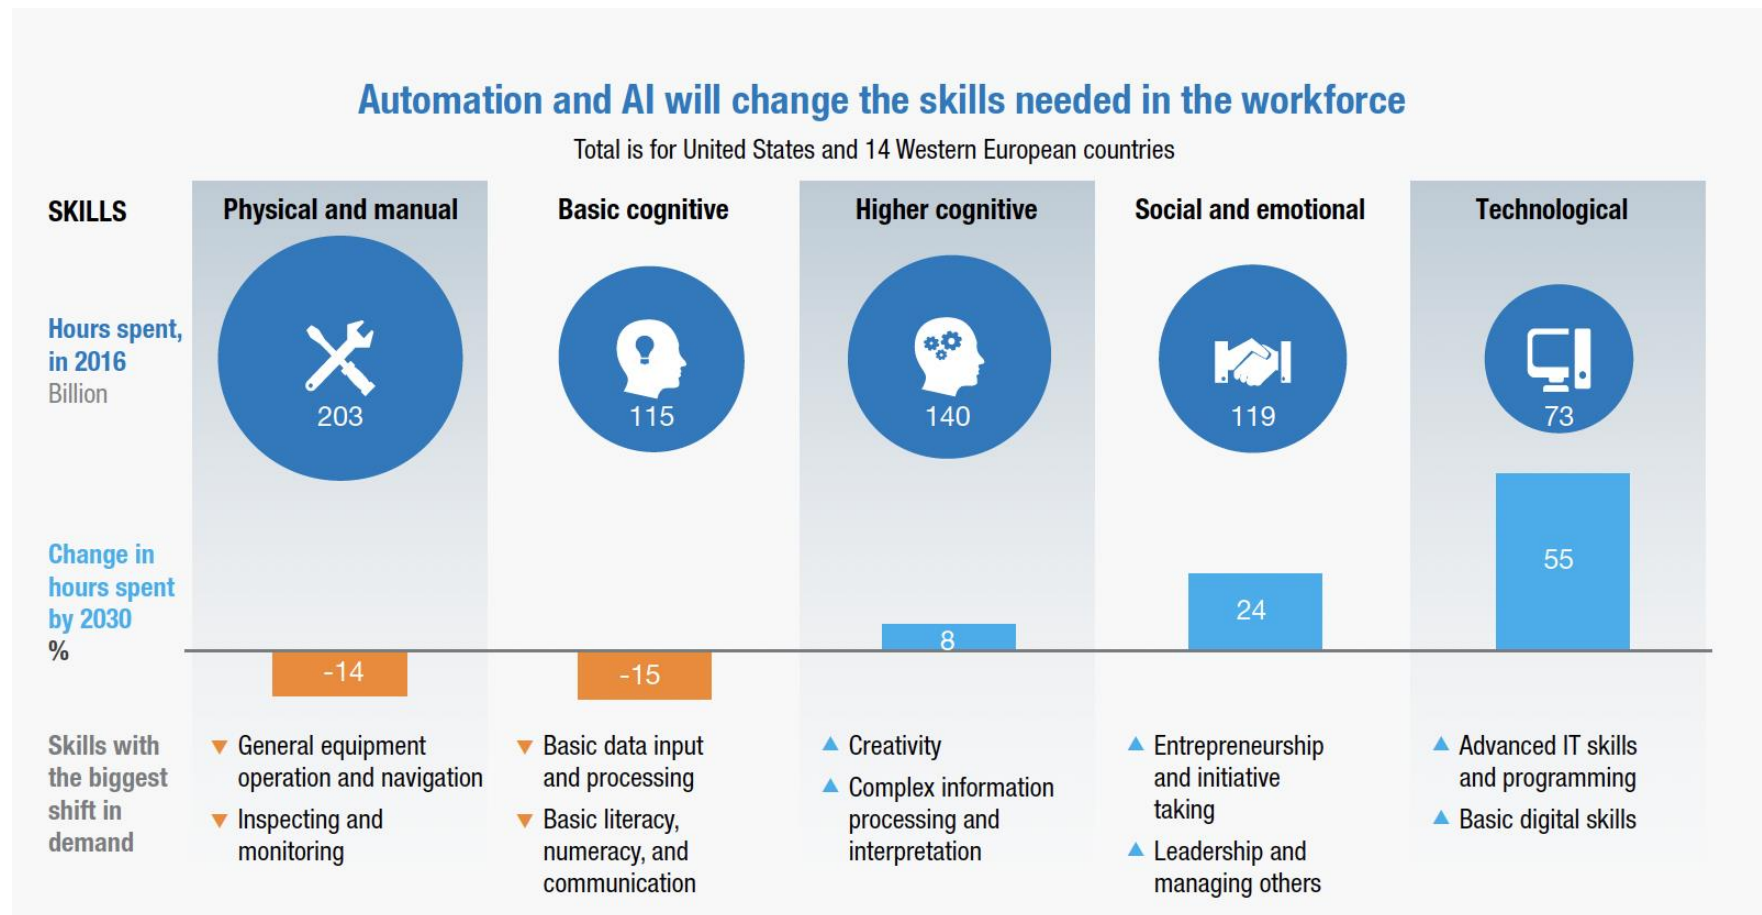 Automation and AI will change the skills needed in the workforce
Total is for United States and 14 Western European countries
SKILLS
Physical and manual
Basic cognitive
Higher cognitive
Social and emotional
Technological
Hours spent,
in 2016
Billion
203
115
140
119
73
Change in
hours spent
by 2030
%
-14
-15
8
24
55
Skills with
the biggest
shift in
demand
General equipment
operation and navigation
Inspecting and
monitoring
Basic data input
and processing
Basic literacy,
numeracy, and
communication
Creativity
Complex information
processing and
interpretation
Entrepreneurship
and initiative
taking
Leadership and
managing others
Advanced IT skills
and programming
Basic digital skills